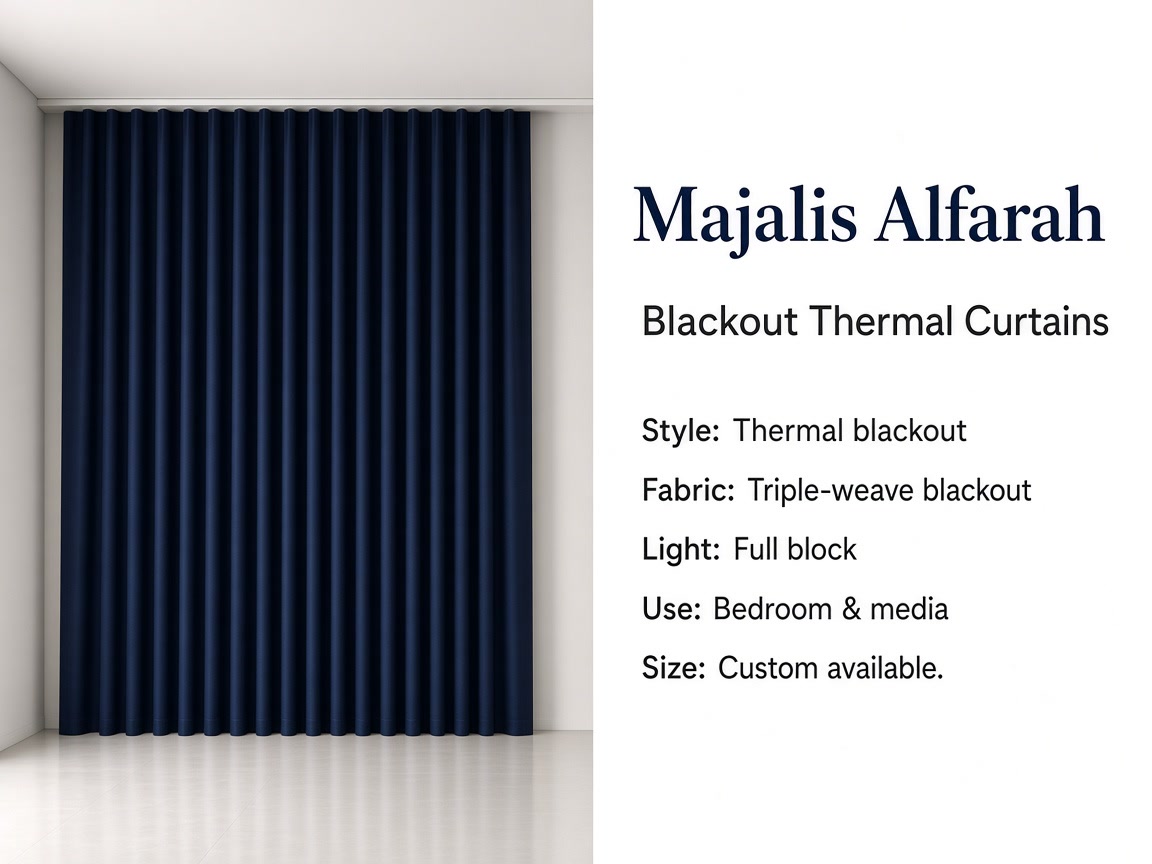 Majalis Alfarah
Blackout Thermal Curtains
Style: Thermal blackout
Fabric: Triple-weave blackout
Light: Full block
Use: Bedroom & media
Size: Custom available.